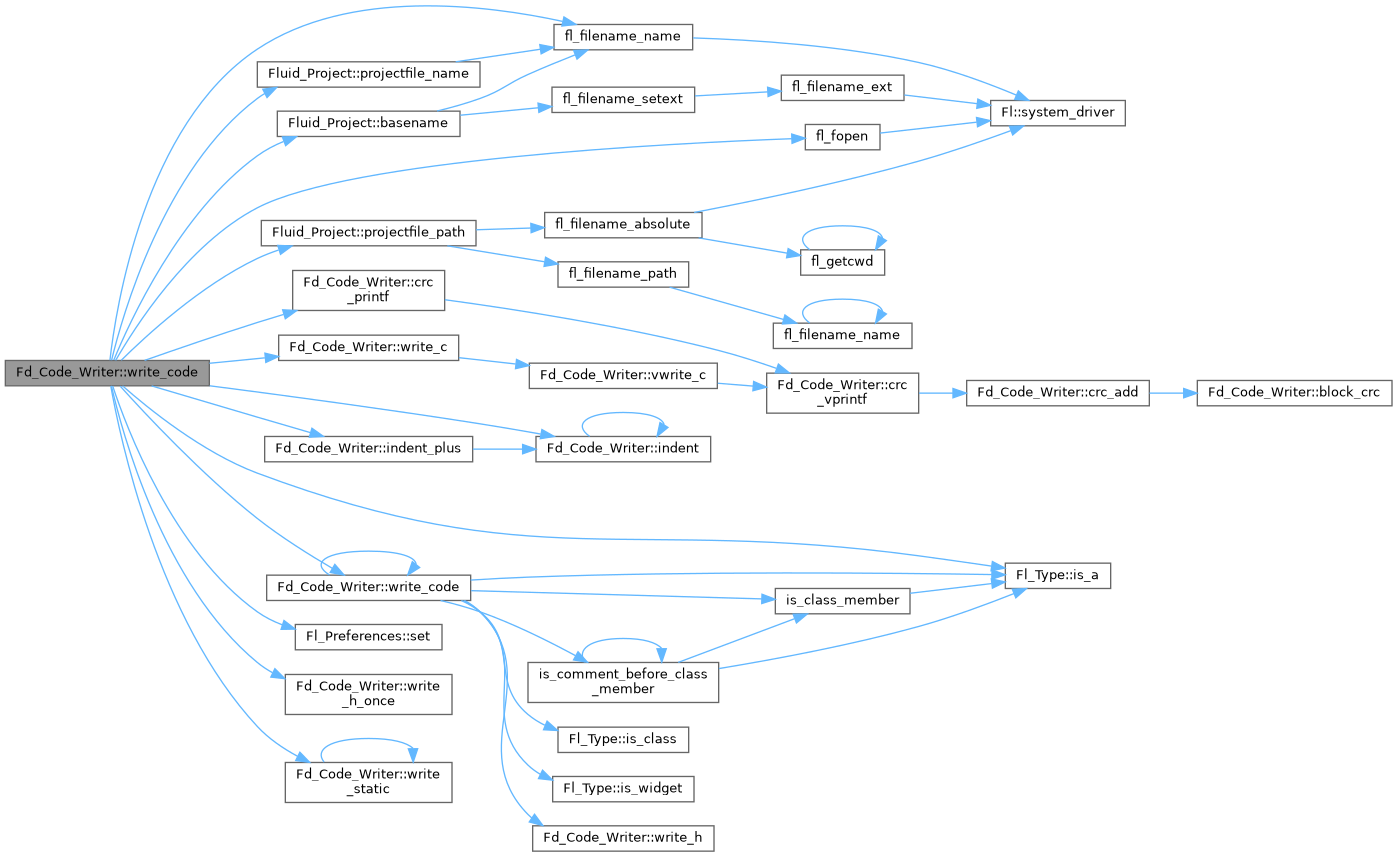 fl_filename_name
Fluid_Project::projectfile_name
fl_filename_ext
fl_filename_setext
Fl::system_driver
Fluid_Project::basename
fl_fopen
fl_filename_absolute
Fluid_Project::projectfile_path
fl_getcwd
fl_filename_path
Fd_Code_Writer::crc
_printf
fl_filename_name
Fd_Code_Writer::write_c
Fd_Code_Writer::write_code
Fd_Code_Writer::vwrite_c
Fd_Code_Writer::crc
_vprintf
Fd_Code_Writer::crc_add
Fd_Code_Writer::block_crc
Fd_Code_Writer::indent_plus
Fd_Code_Writer::indent
Fl_Type::is_a
Fd_Code_Writer::write_code
is_class_member
Fl_Preferences::set
is_comment_before_class
_member
Fd_Code_Writer::write
_h_once
Fl_Type::is_class
Fd_Code_Writer::write
_static
Fl_Type::is_widget
Fd_Code_Writer::write_h